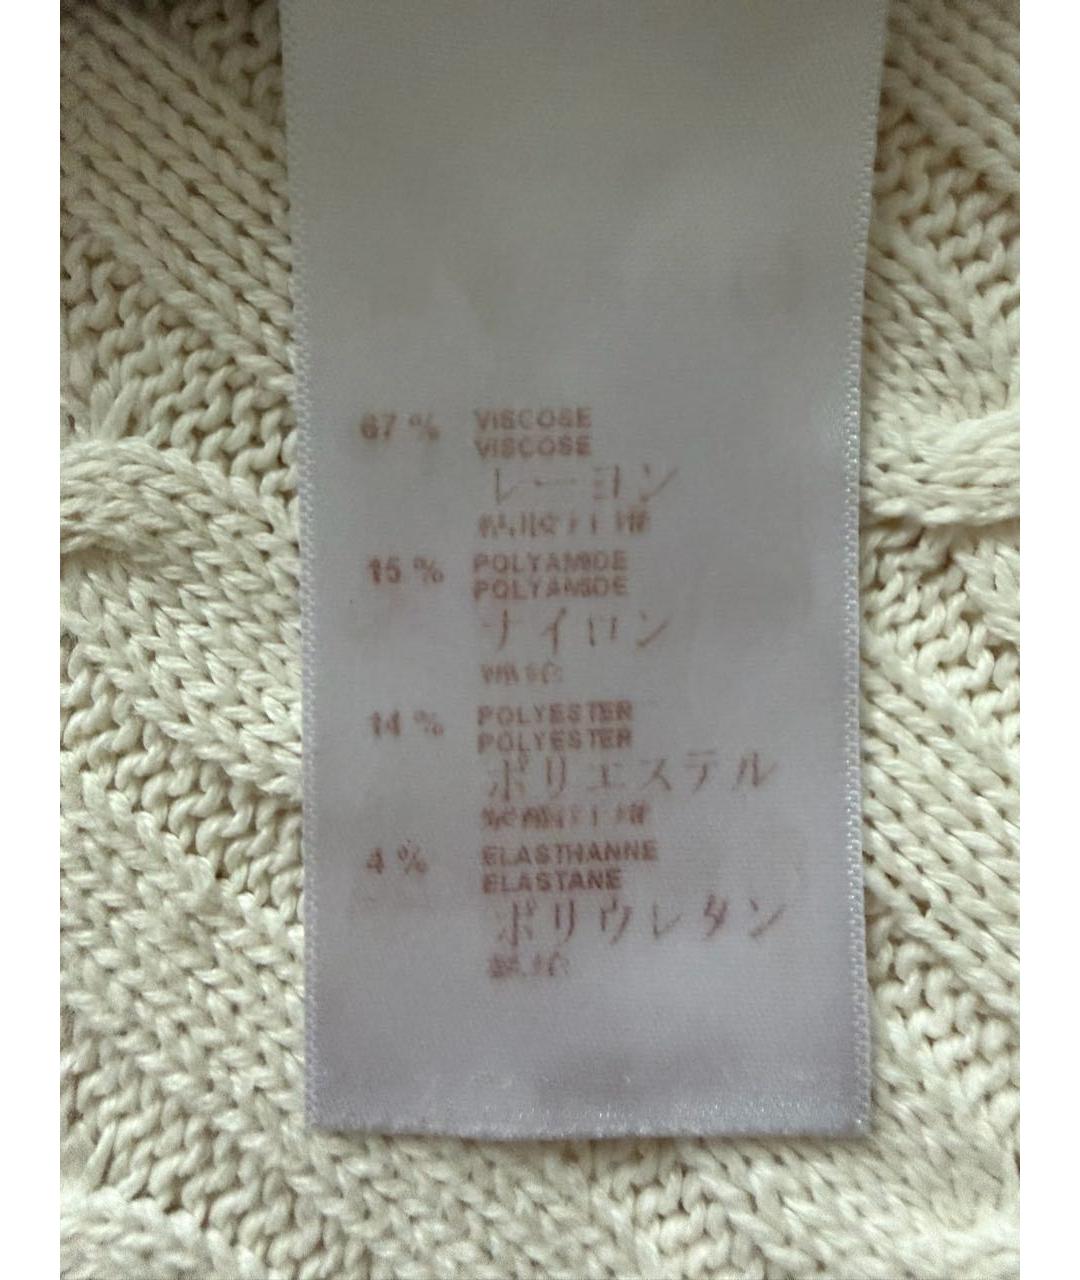 67 % VISCOSE
VISCOSE
レーヨン
15 % POLYAMIDE
POLYAMIDE
ナイロン
14 % POLYESTER
POLYESTER
ポリエステル
4 % ELASTHANNE
ELASTANE
ポリウレタン